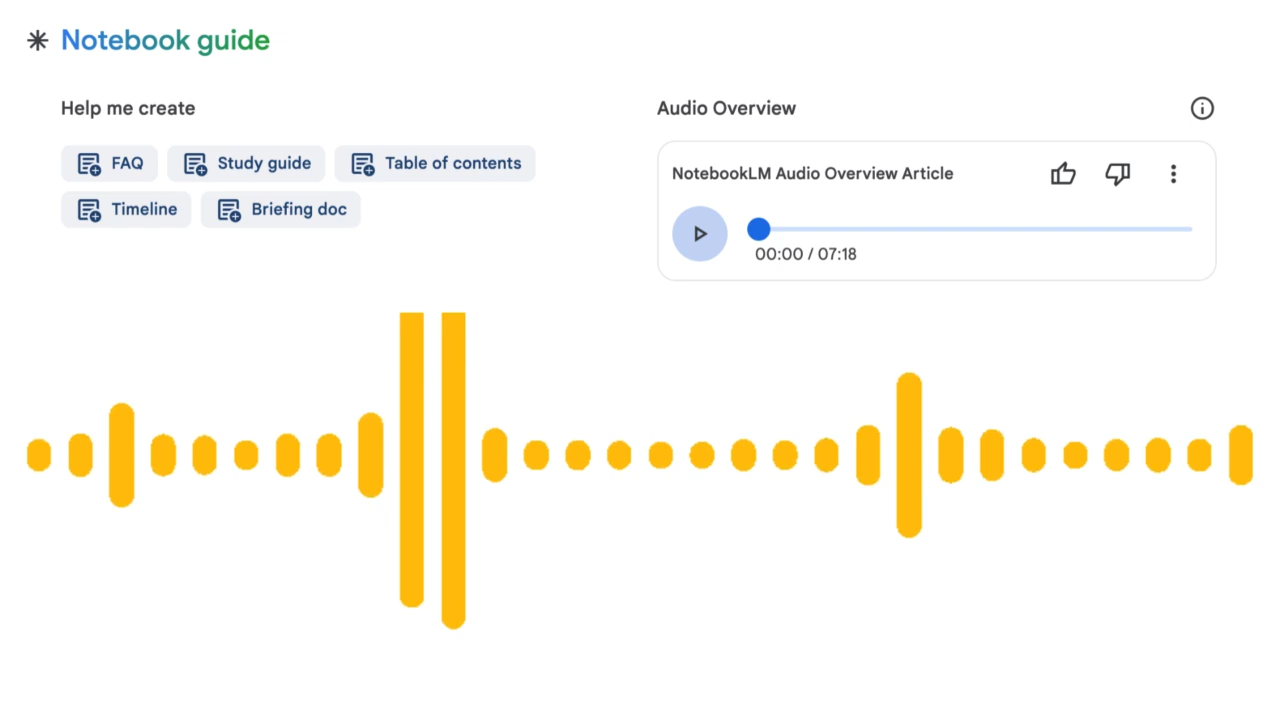 Notebook guide
Help me create
FAQ
Study guide
Table of contents
Timeline
Briefing doc
Audio Overview
NotebookLM Audio Overview Article
00:00 / 07:18